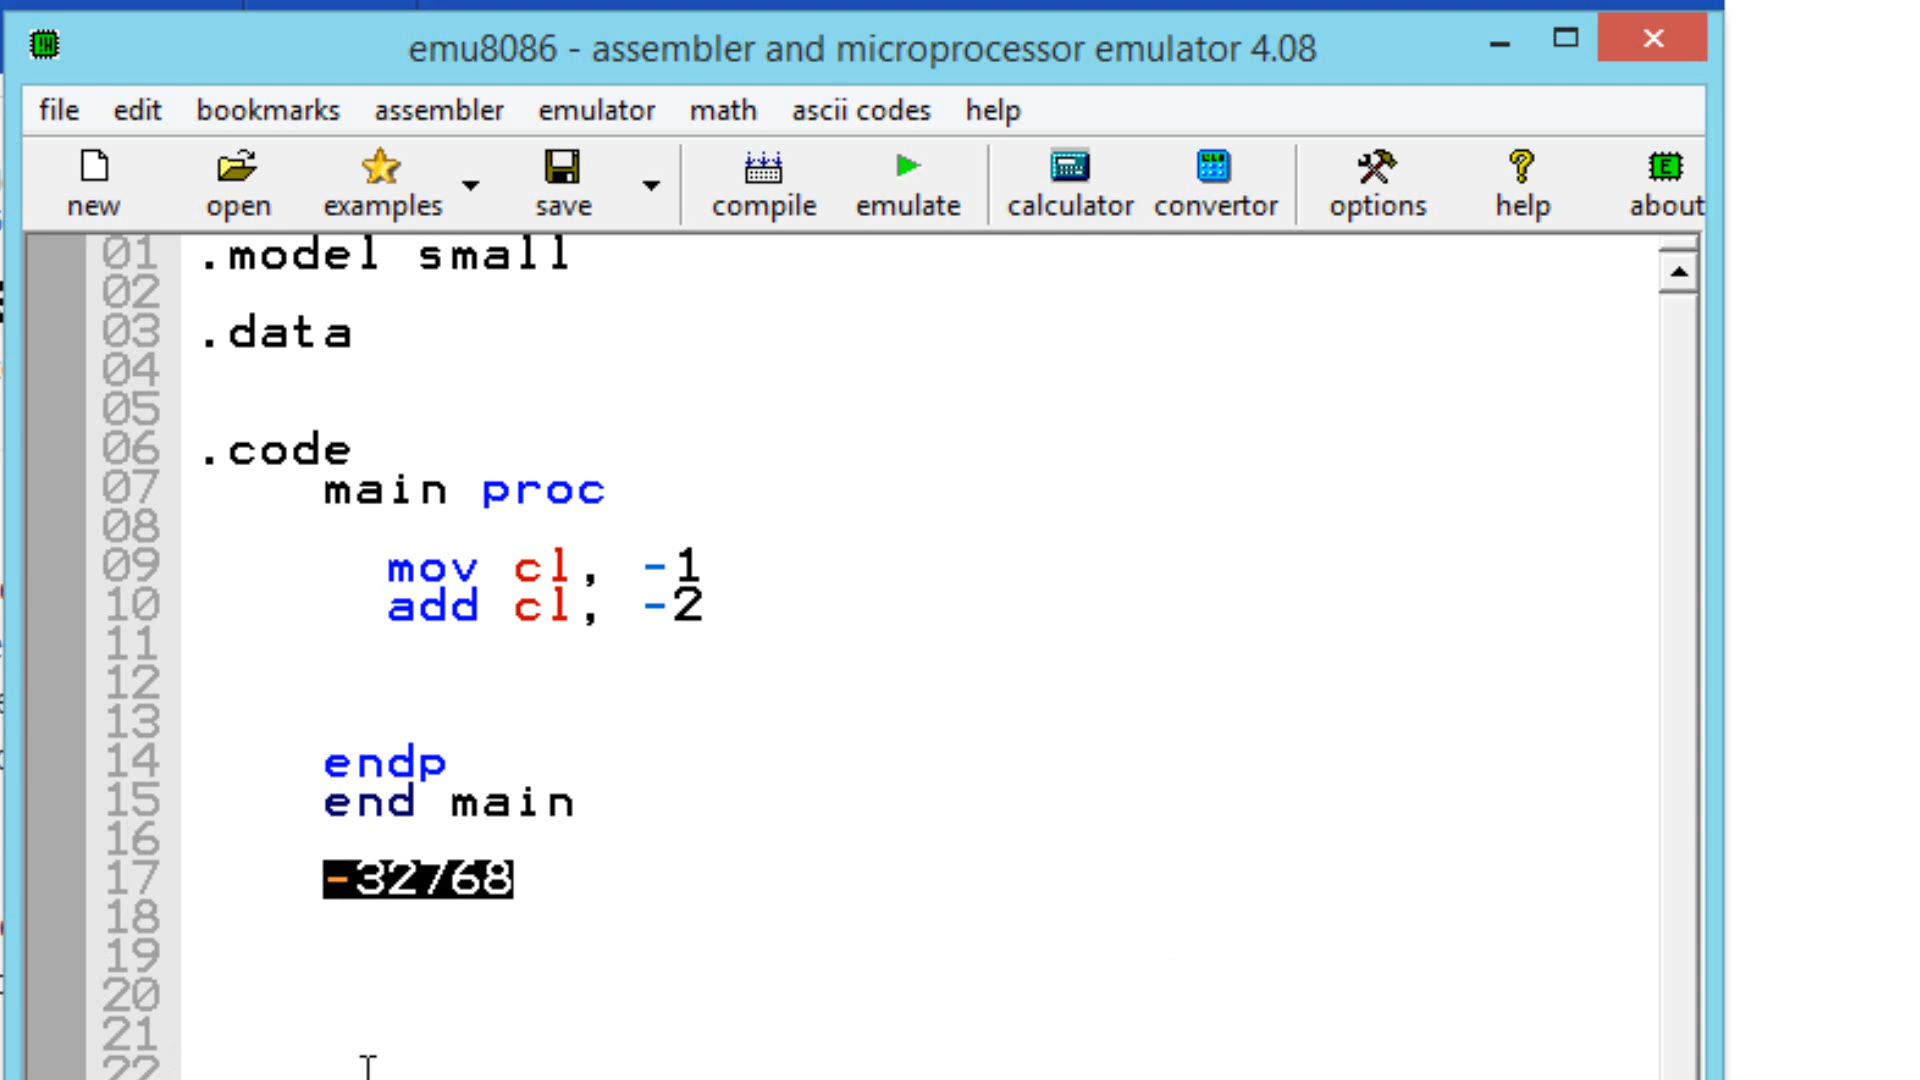 emu8086 - assembler and microprocessor emulator 4.08
file edit bookmarks assembler emulator math ascii codes help
new open examples save compile emulate calculator convertor options help about
01 .model small
02
03 .data
04
05
06 .code
07 main proc
08
09 mov cl, -1
10 add cl, -2
11
12
13
14 endp
15 end main
16
17 -32768
18
19
20
21
22